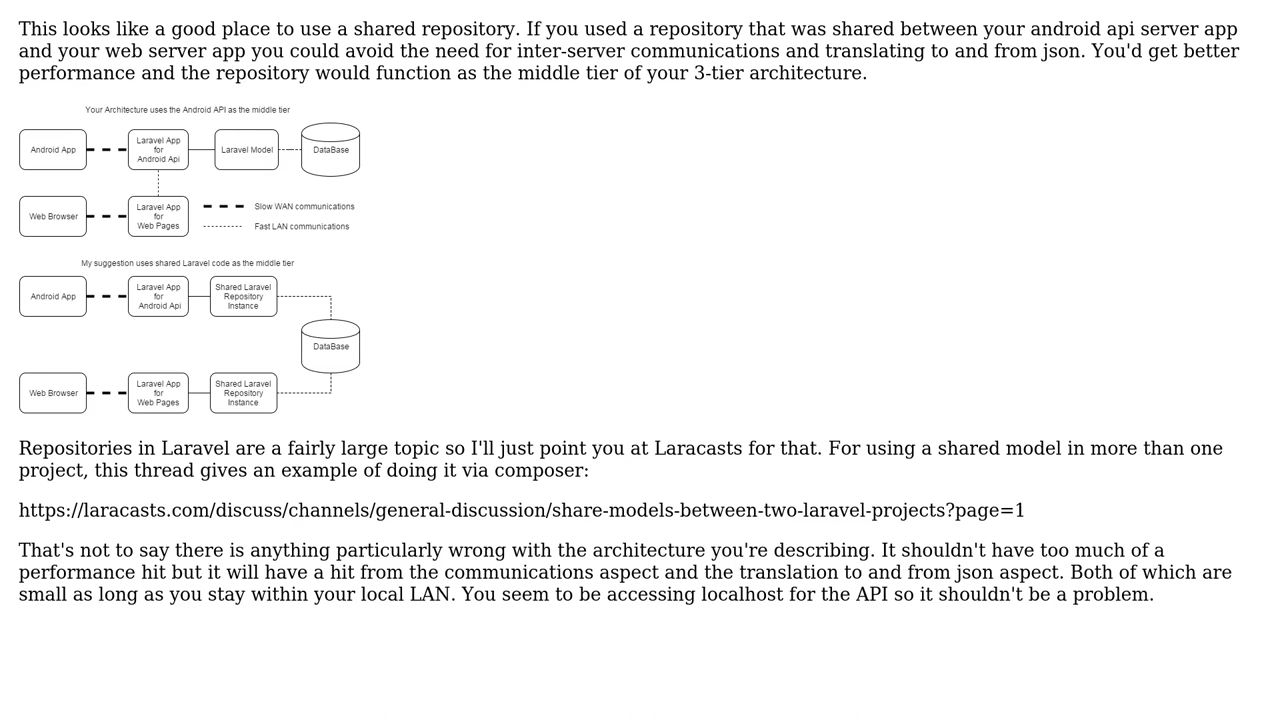 This looks like a good place to use a shared repository. If you used a repository that was shared between your android api server app
and your web server app you could avoid the need for inter-server communications and translating to and from json. You'd get better
performance and the repository would function as the middle tier of your 3-tier architecture.
Your Architecture uses the Android API as the middle tier
Android App
Laravel App
for
Android Api
Laravel Model
DataBase
Web Browser
Laravel App
for
Web Pages
Slow WAN communications
Fast LAN communications
My suggestion uses shared Laravel code as the middle tier
Android App
Laravel App
for
Android Api
Shared Laravel
Repository
Instance
DataBase
Web Browser
Laravel App
for
Web Pages
Shared Laravel
Repository
Instance
Repositories in Laravel are a fairly large topic so I'll just point you at Laracasts for that. For using a shared model in more than one
project, this thread gives an example of doing it via composer:
https://laracasts.com/discuss/channels/general-discussion/share-models-between-two-laravel-projects?page=1
That's not to say there is anything particularly wrong with the architecture you're describing. It shouldn't have too much of a
performance hit but it will have a hit from the communications aspect and the translation to and from json aspect. Both of which are
small as long as you stay within your local LAN. You seem to be accessing localhost for the API so it shouldn't be a problem.